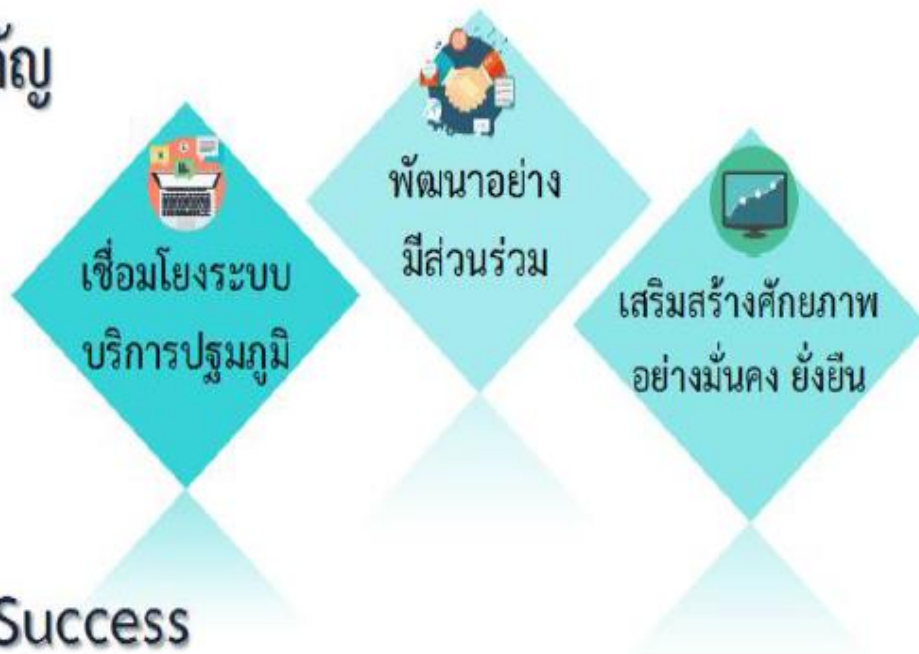 เชื่อมโยงระบบ
บริการปฐมภูมิ
พัฒนาอย่าง
มีส่วนร่วม
เสริมสร้างศักยภาพ
อย่างมั่นคง ยั่งยืน
Success